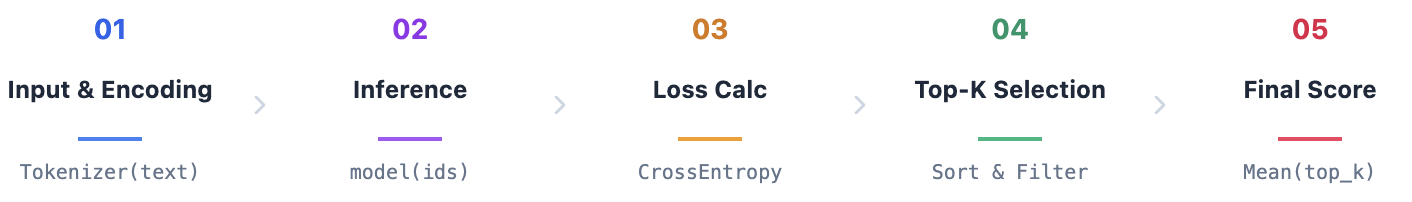 01
Input & Encoding
Tokenizer(text)
02
Inference
model(ids)
03
Loss Calc
CrossEntropy
04
Top-K Selection
Sort & Filter
05
Final Score
Mean(top_k)